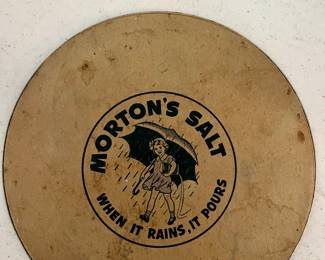 MORTON'S SALT
WHEN IT RAINS, IT POURS